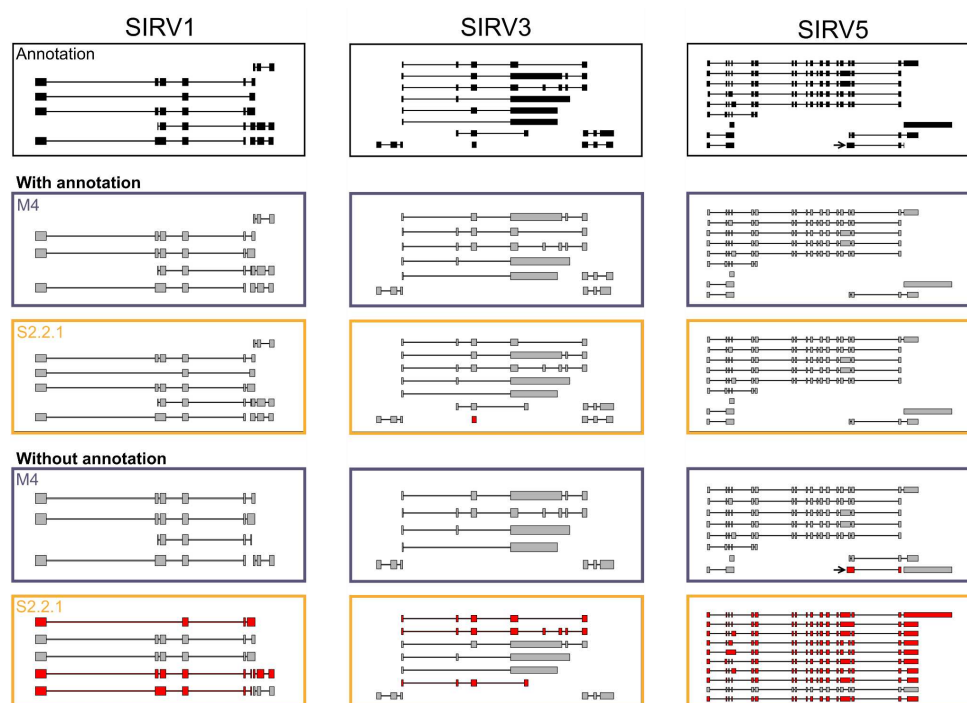 SIRV1
SIRV3
SIRV5
Annotation
With annotation
M4
S2.2.1
Without annotation
M4
S2.2.1